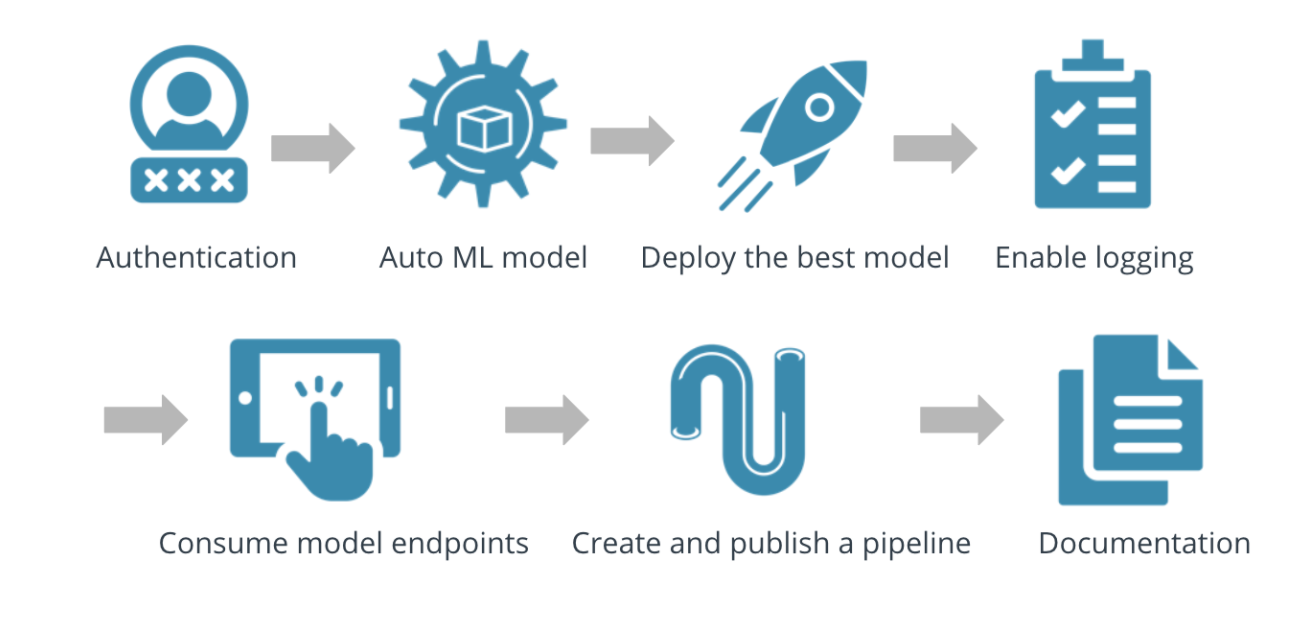 Authentication
Auto ML model
Deploy the best model
Enable logging
Consume model endpoints
Create and publish a pipeline
Documentation